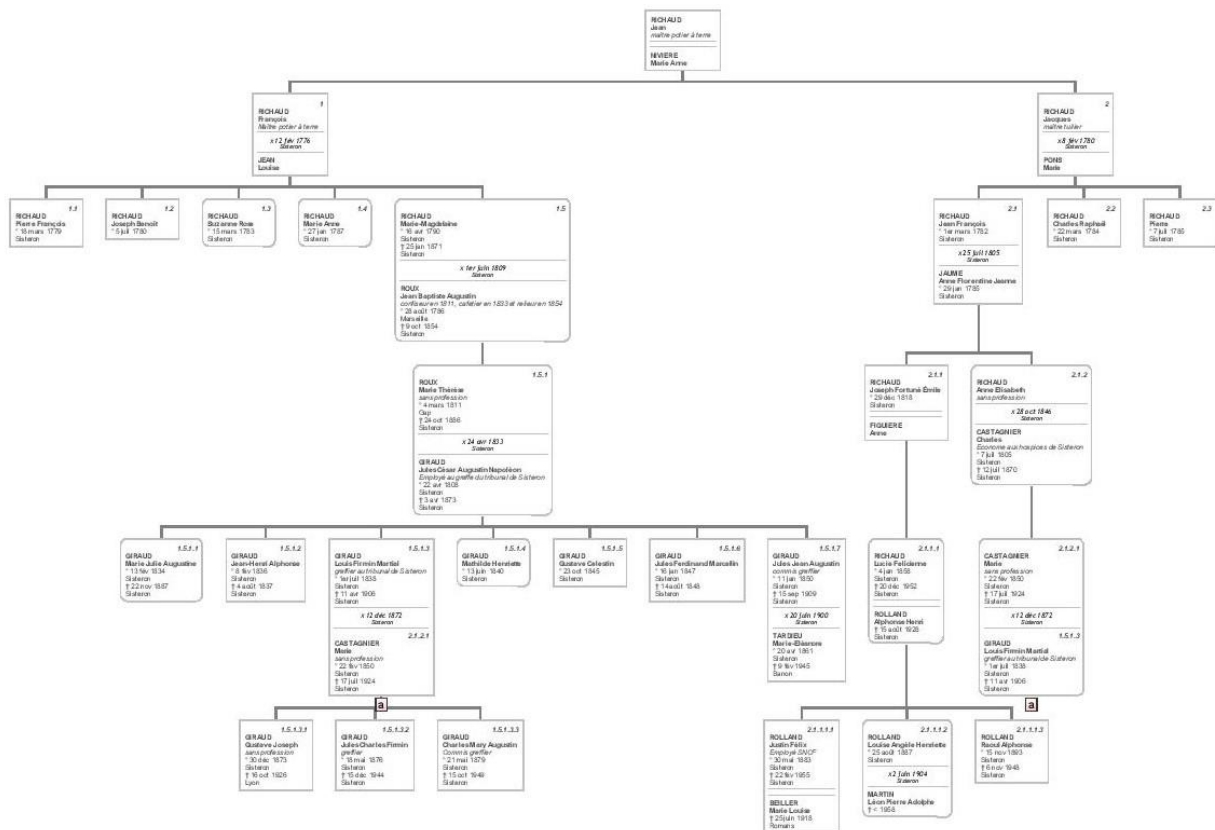 RICHAUD
Jean
maître potier à terre
NIVIERE
Marie Anne
1
RICHAUD
François
Maître potier à terre
x 12 fév 1776
Sisteron
JEAN
Louise
2
RICHAUD
Jacques
maître tuilier
x 8 fév 1780
Sisteron
PONS
Marie
1.1
RICHAUD
Pierre François
° 18 mars 1779
Sisteron
1.2
RICHAUD
Joseph Benoît
° 5 juil 1780
1.3
RICHAUD
Suzanne Rose
° 15 mars 1783
Sisteron
1.4
RICHAUD
Marie Anne
° 27 jan 1787
Sisteron
1.5
RICHAUD
Marie-Magdelaine
° 16 avr 1790
Sisteron
† 25 jan 1871
Sisteron
x 1er juin 1809
Sisteron
ROUX
Jean Baptiste Augustin
confiseur en 1811, cafetier en 1833 et relieur en 1854
° 28 août 1786
Marseille
† 9 oct 1854
Sisteron
2.1
RICHAUD
Jean François
° 1er mars 1782
Sisteron
x 25 juil 1805
Sisteron
JAUME
Anne Florentine Jeanne
° 29 jan 1785
Sisteron
2.2
RICHAUD
Charles Raphaël
° 22 mars 1784
Sisteron
2.3
RICHAUD
Pierre
° 7 juil 1785
Sisteron
1.5.1
ROUX
Marie Thérèse
sans profession
° 4 mars 1811
Gap
† 24 oct 1886
Sisteron
x 24 avr 1833
Sisteron
GIRAUD
Jules César Augustin Napoléon
Employé au greffe du tribunal de Sisteron
° 22 avr 1808
Sisteron
† 3 avr 1873
Sisteron
2.1.1
RICHAUD
Joseph Fortuné Émile
° 29 déc 1818
Sisteron
FIGUIERE
Anne
2.1.2
RICHAUD
Anne Elisabeth
sans profession
x 28 oct 1846
Sisteron
CASTAGNIER
Charles
Econome aux hospices de Sisteron
° 7 juil 1805
Sisteron
† 12 juil 1870
Sisteron
1.5.1.1
GIRAUD
Marie Julie Augustine
° 13 fév 1834
Sisteron
† 22 nov 1887
Sisteron
1.5.1.2
GIRAUD
Jean-Henri Alphonse
° 8 fév 1836
Sisteron
† 4 août 1837
Sisteron
1.5.1.3
GIRAUD
Louis Firmin Martial
greffier au tribunal de Sisteron
° 1er juil 1838
Sisteron
† 11 avr 1906
Sisteron
x 12 déc 1872
Sisteron
2.1.2.1
CASTAGNIER
Marie
sans profession
° 22 fév 1850
Sisteron
† 17 juil 1924
Sisteron
1.5.1.4
GIRAUD
Mathilde Henriette
° 13 juin 1840
Sisteron
1.5.1.5
GIRAUD
Gustave Celestin
° 23 oct 1845
Sisteron
1.5.1.6
GIRAUD
Jules Ferdinand Marcellin
° 16 jan 1847
Sisteron
† 14 août 1848
Sisteron
1.5.1.7
GIRAUD
Jules Jean Augustin
commis greffier
° 11 jan 1850
Sisteron
† 15 sep 1909
Sisteron
x 20 juin 1900
Sisteron
TARDIEU
Marie-Eléonore
° 20 avr 1861
Sisteron
† 9 fév 1945
Banon
2.1.1.1
RICHAUD
Lucie Felicienne
° 4 jan 1858
Sisteron
† 20 déc 1952
Sisteron
ROLLAND
Alphonse Henri
† 15 août 1928
Sisteron
2.1.2.1
CASTAGNIER
Marie
sans profession
° 22 fév 1850
Sisteron
† 17 juil 1924
Sisteron
x 12 déc 1872
Sisteron
1.5.1.3
GIRAUD
Louis Firmin Martial
greffier au tribunal de Sisteron
° 1er juil 1838
Sisteron
† 11 avr 1906
Sisteron
a
a
1.5.1.3.1
GIRAUD
Gustave Joseph
sans profession
° 30 déc 1873
Sisteron
† 16 oct 1926
Lyon
1.5.1.3.2
GIRAUD
Jules Charles Firmin
greffier
° 18 mai 1876
Sisteron
† 15 déc 1944
Sisteron
1.5.1.3.3
GIRAUD
Charles Mary Augustin
Commis greffier
° 21 mai 1879
Sisteron
† 15 oct 1949
Sisteron
2.1.1.1.1
ROLLAND
Justin Félix
Employé SNCF
° 30 mai 1883
Sisteron
† 22 fév 1955
Sisteron
BEILLER
Marie Louise
† 25 juin 1918
Romans
2.1.1.1.2
ROLLAND
Louise Angèle Henriette
° 25 août 1887
Sisteron
x 2 juin 1904
Sisteron
MARTIN
Léon Pierre Adolphe
† < 1958
2.1.1.1.3
ROLLAND
Raoul Alphonse
° 15 nov 1893
Sisteron
† 6 nov 1948
Sisteron